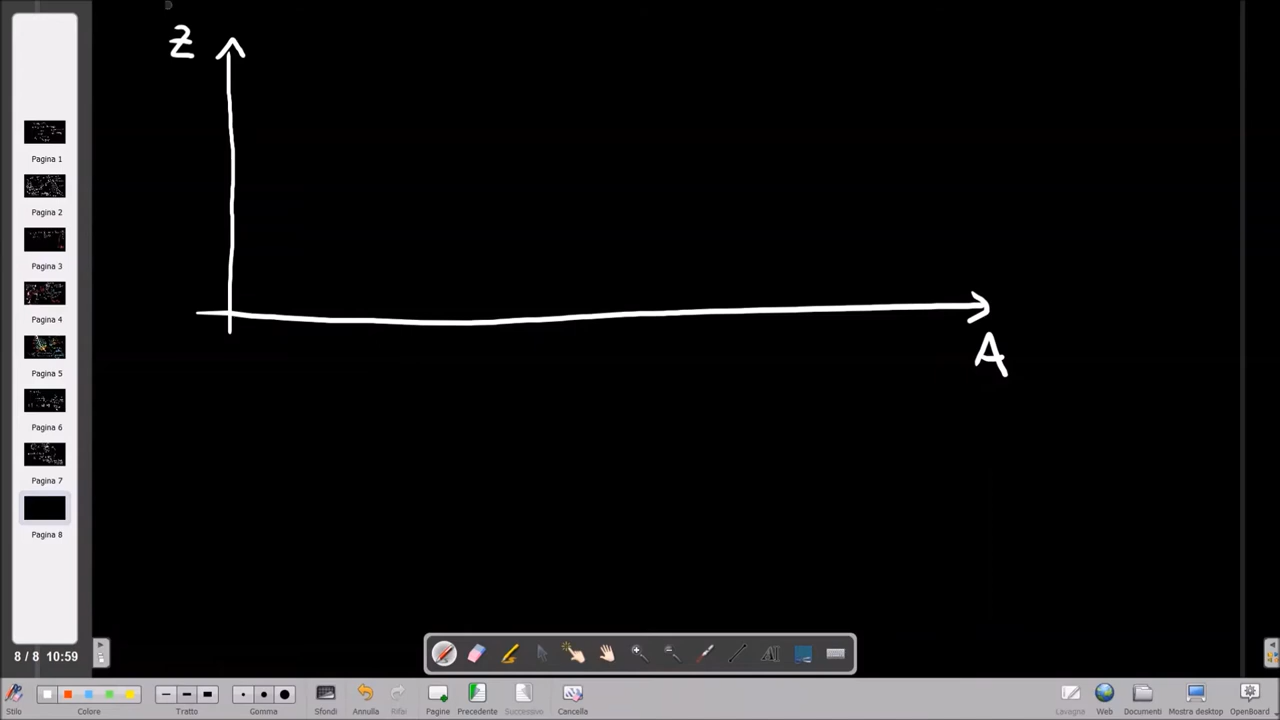 Z
A
Pagina 1
Pagina 2
Pagina 3
Pagina 4
Pagina 5
Pagina 6
Pagina 7
Pagina 8
8 / 8 10:59
AI
Stilo
Colore
Tratto
Gomma
Sfondi
Annulla
Rifai
Pagine
Precedente
Successivo
Cancella
Lavagna
Web
Documenti
Mostra desktop
OpenBoard